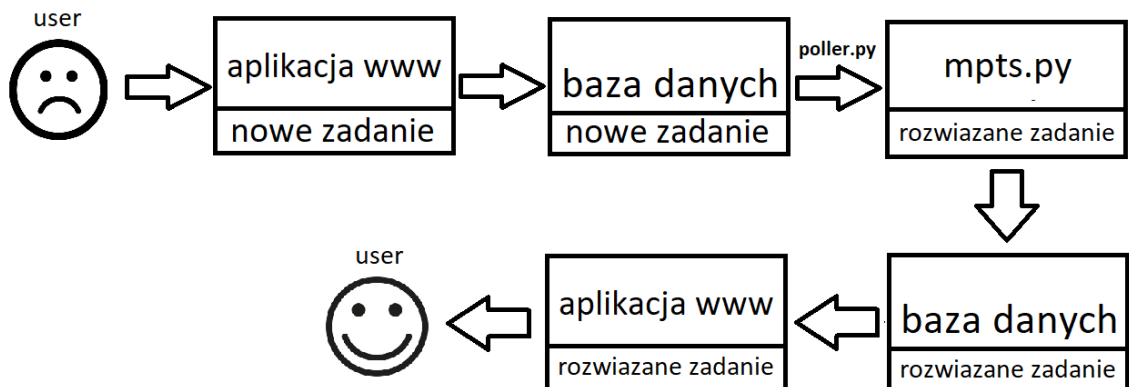 user
aplikacja www
nowe zadanie
baza danych
nowe zadanie
poller.py
mpts.py
rozwiazane zadanie
user
aplikacja www
rozwiazane zadanie
baza danych
rozwiazane zadanie